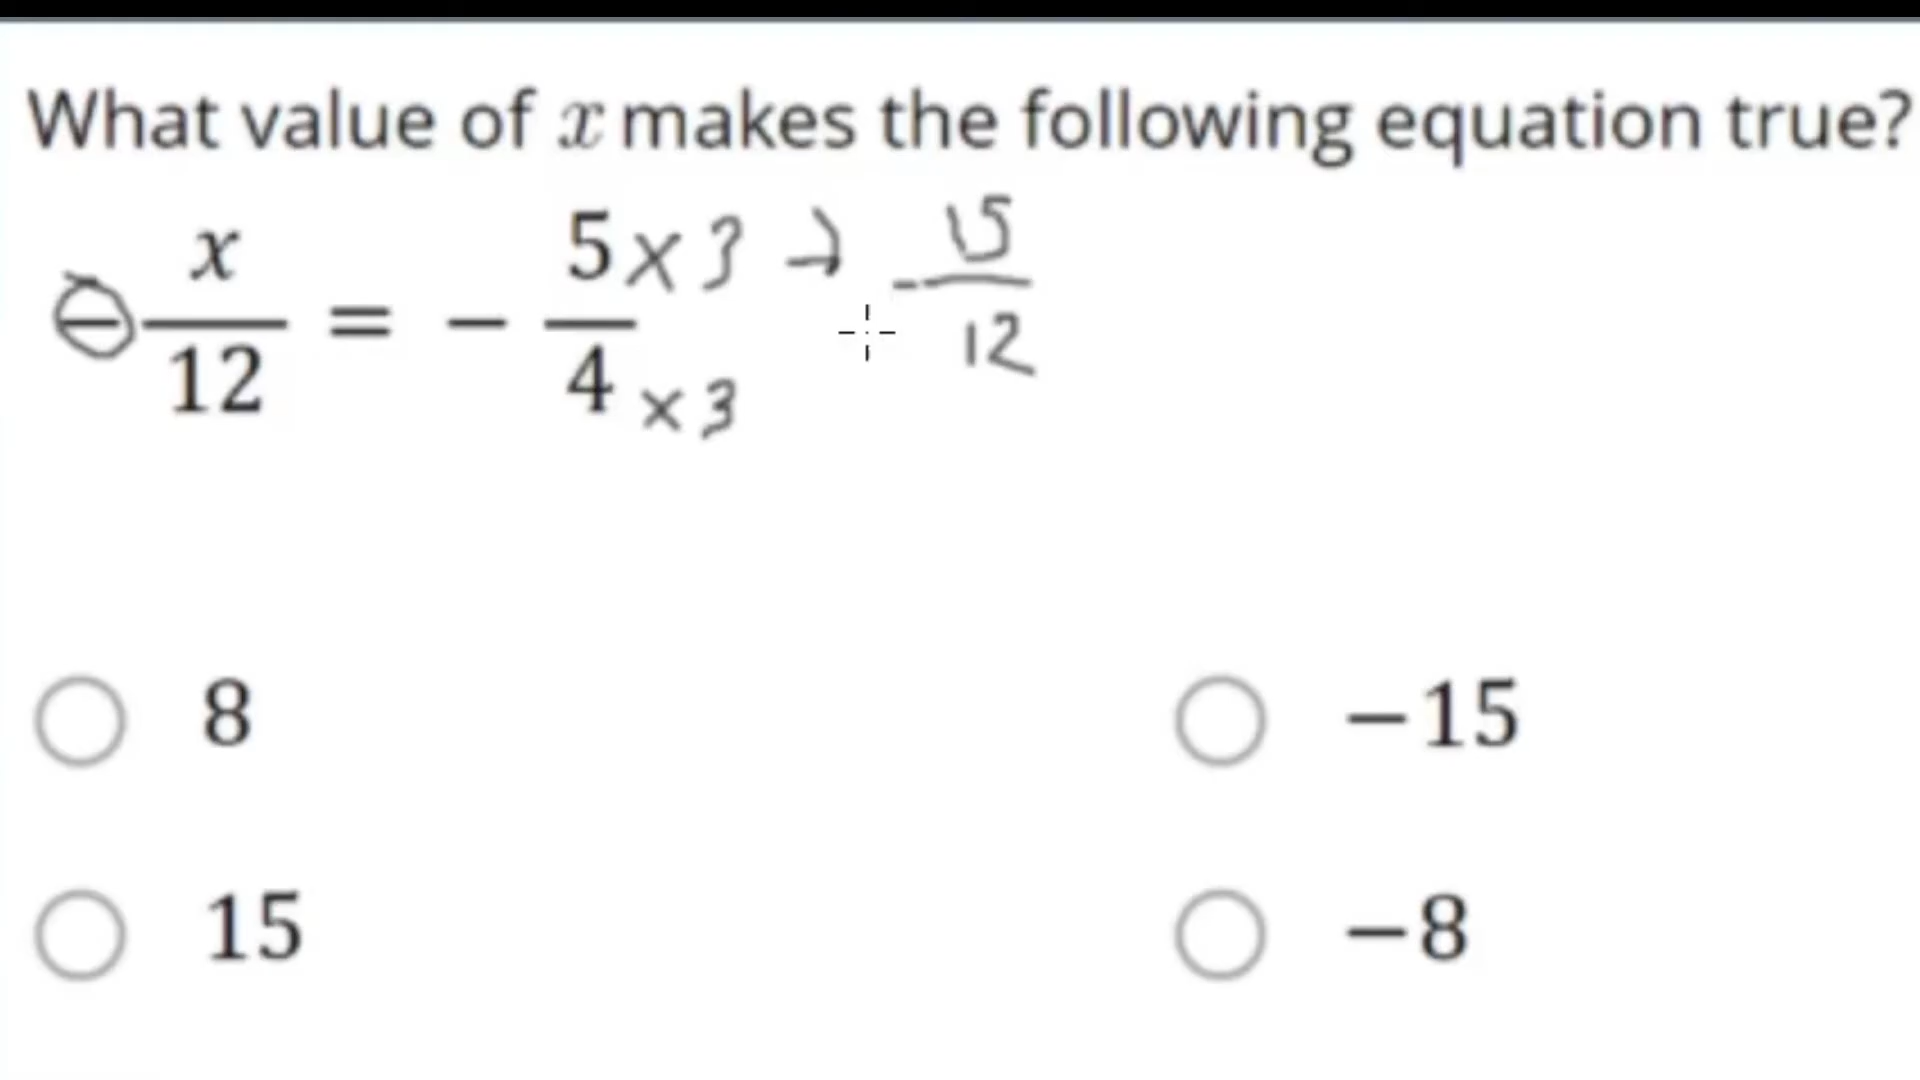 What value of x makes the following equation true?
−x/12 = −5/4 ×3 ×3 → −15/12
8
−15
15
−8